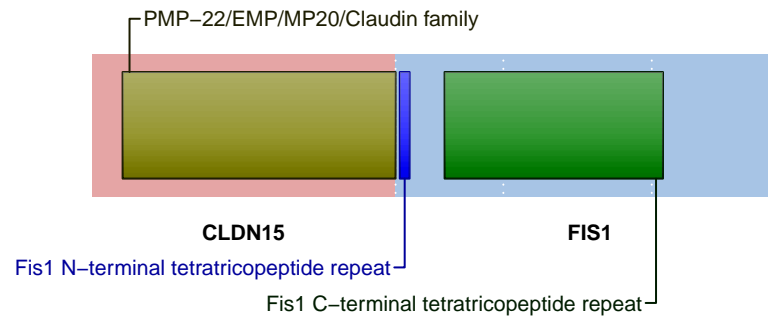 PMP−22/EMP/MP20/Claudin family
CLDN15
FIS1
Fis1 N−terminal tetratricopeptide repeat
Fis1 C−terminal tetratricopeptide repeat